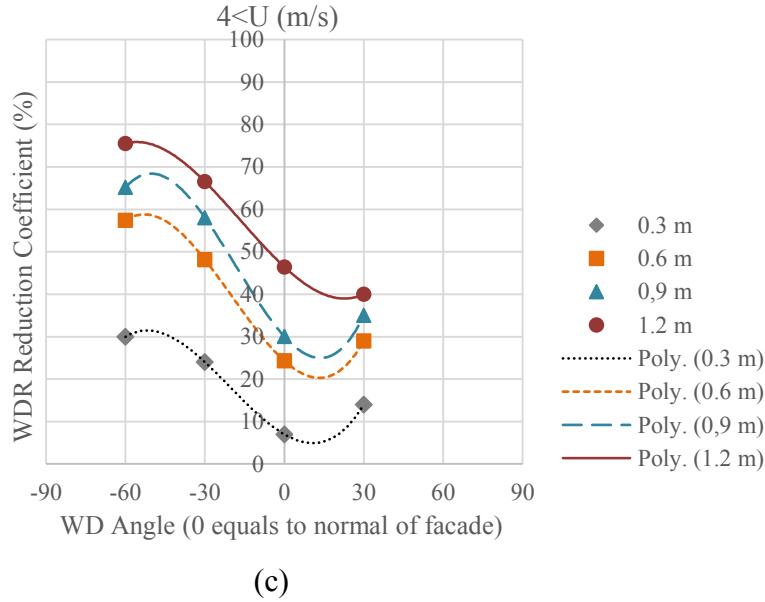 4<U (m/s)
WDR Reduction Coefficient (%)
100
90
80
70
60
50
40
30
20
10
0
-90 -60 -30 0 30 60 90
WD Angle (0 equals to normal of facade)
0.3 m
0.6 m
0,9 m
1.2 m
Poly. (0.3 m)
Poly. (0.6 m)
Poly. (0,9 m)
Poly. (1.2 m)
(c)